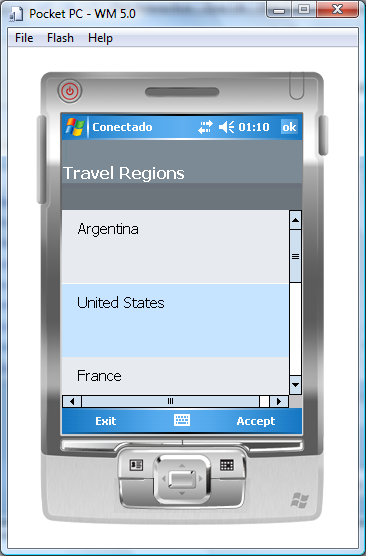 Pocket PC - WM 5.0
File Flash Help
Conectado 01:10 ok
Travel Regions
Argentina
United States
France
Exit Accept